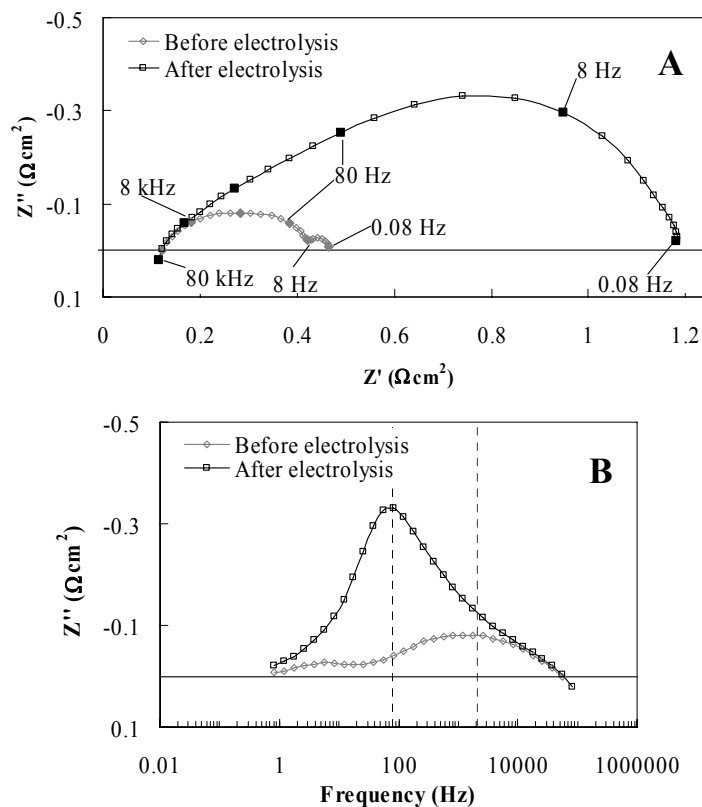 -0.5
-0.3
-0.1
0.1
Z'' (Ωcm²)
Before electrolysis
After electrolysis
A
8 Hz
8 kHz
80 Hz
0.08 Hz
80 kHz
8 Hz
0.08 Hz
0 0.2 0.4 0.6 0.8 1 1.2
Z' (Ωcm²)
-0.5
-0.3
-0.1
0.1
Z'' (Ωcm²)
Before electrolysis
After electrolysis
B
0.01 1 100 10000 1000000
Frequency (Hz)